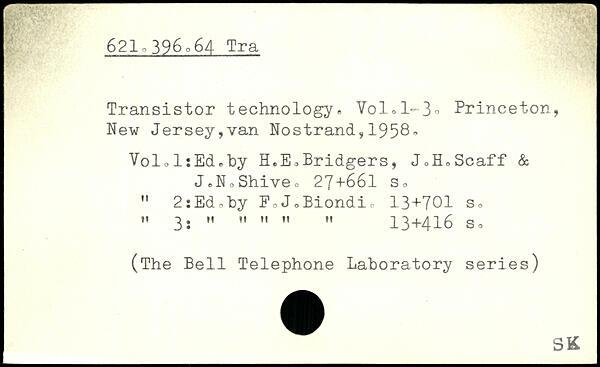 621.396.64 Tra
Transistor technology. Vol.1-3. Princeton,
New Jersey,van Nostrand,1958.
Vol.1:Ed.by H.E.Bridgers, J.H.Scaff &
J.N.Shive. 27+661 s.
" 2:Ed.by F.J.Biondi. 13+701 s.
" 3: " " " " " 13+416 s.
(The Bell Telephone Laboratory series)
SK